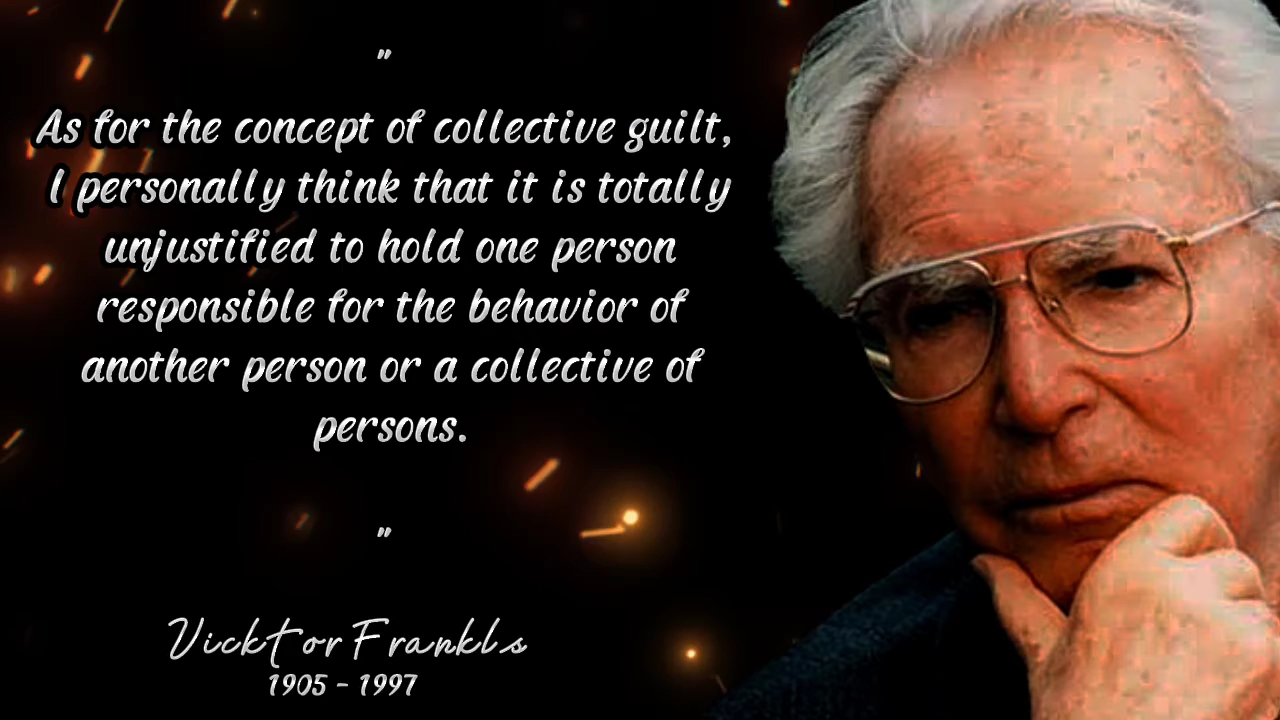 "
As for the concept of collective guilt,
I personally think that it is totally
unjustified to hold one person
responsible for the behavior of
another person or a collective of
persons.
"
Vicktor Frankls
1905 - 1997